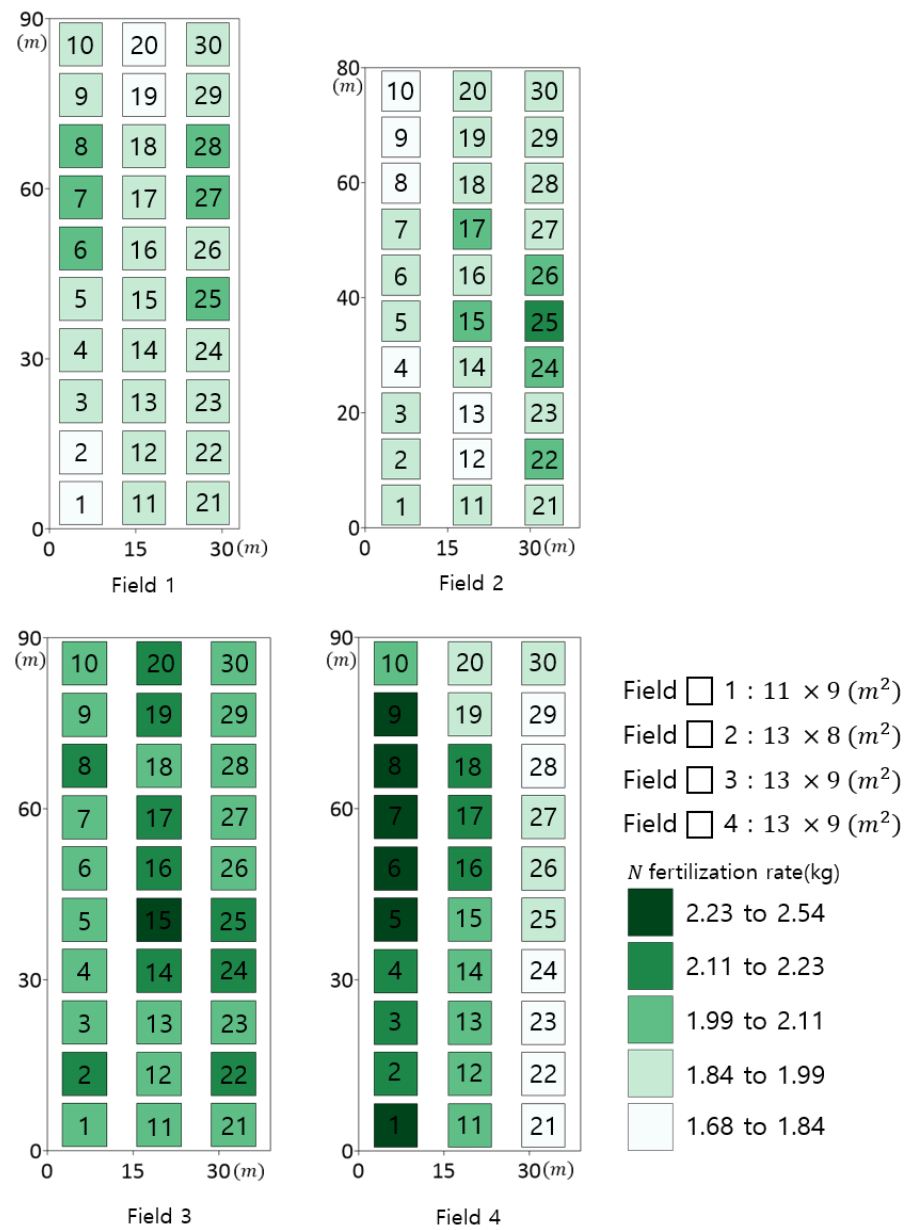 90
(m)
10 20 30
9 19 29
8 18 28
60
7 17 27
6 16 26
5 15 25
30
4 14 24
3 13 23
2 12 22
1 11 21
0
0 15 30 (m)
Field 1
80
(m)
10 20 30
9 19 29
60
8 18 28
7 17 27
6 16 26
40
5 15 25
4 14 24
20
3 13 23
2 12 22
1 11 21
0
0 15 30 (m)
Field 2
90
(m)
10 20 30
9 19 29
8 18 28
60
7 17 27
6 16 26
5 15 25
30
4 14 24
3 13 23
2 12 22
1 11 21
0
0 15 30 (m)
Field 3
90
(m)
10 20 30
9 19 29
8 18 28
60
7 17 27
6 16 26
5 15 25
30
4 14 24
3 13 23
2 12 22
1 11 21
0
0 15 30 (m)
Field 4
Field □ 1 : 11 × 9 (m²)
Field □ 2 : 13 × 8 (m²)
Field □ 3 : 13 × 9 (m²)
Field □ 4 : 13 × 9 (m²)
N fertilization rate(kg)
2.23 to 2.54
2.11 to 2.23
1.99 to 2.11
1.84 to 1.99
1.68 to 1.84